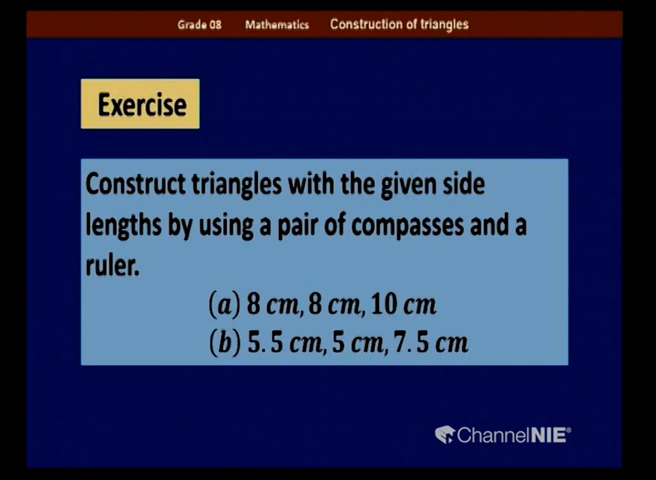 Grade 08 Mathematics Construction of triangles
Exercise
Construct triangles with the given side
lengths by using a pair of compasses and a
ruler.
(a) 8 cm, 8 cm, 10 cm
(b) 5.5 cm, 5 cm, 7.5 cm
ChannelNIE®